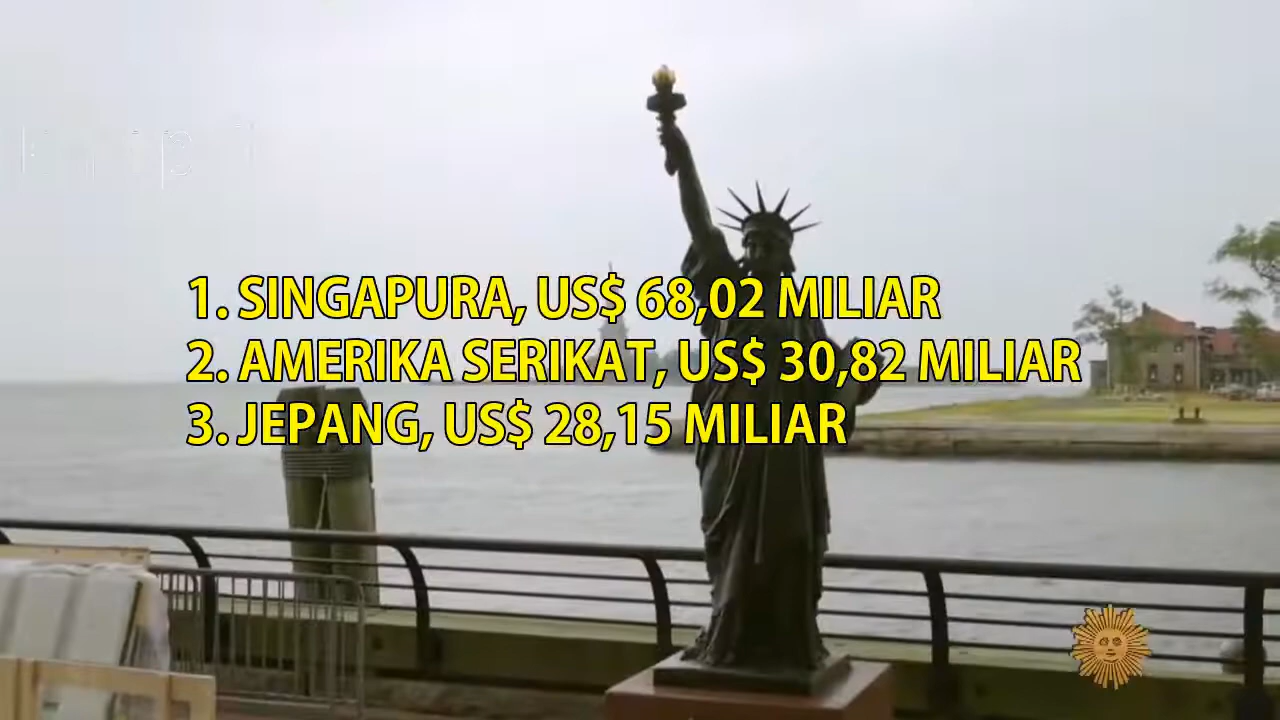 1. SINGAPURA, US$ 68,02 MILIAR
2. AMERIKA SERIKAT, US$ 30,82 MILIAR
3. JEPANG, US$ 28,15 MILIAR